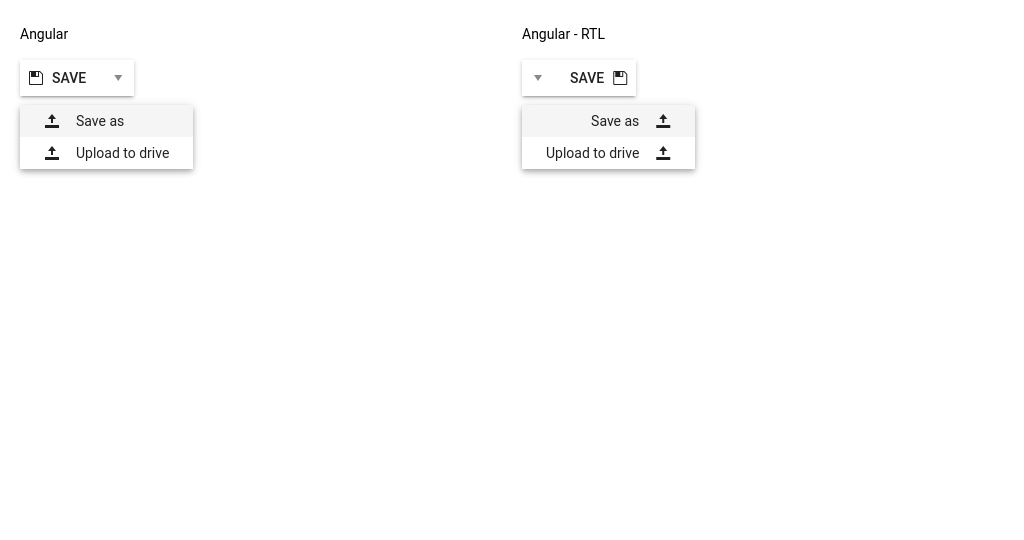 Angular
SAVE
Save as
Upload to drive
Angular - RTL
SAVE
Save as
Upload to drive